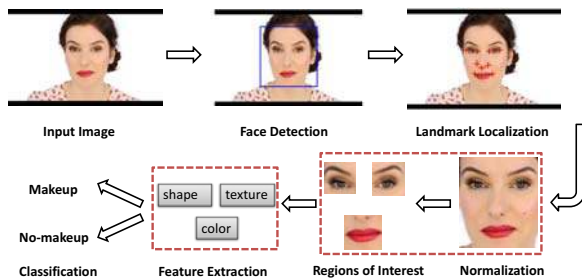 Input Image
Face Detection
Landmark Localization
Makeup
No-makeup
shape
texture
color
Classification
Feature Extraction
Regions of Interest
Normalization